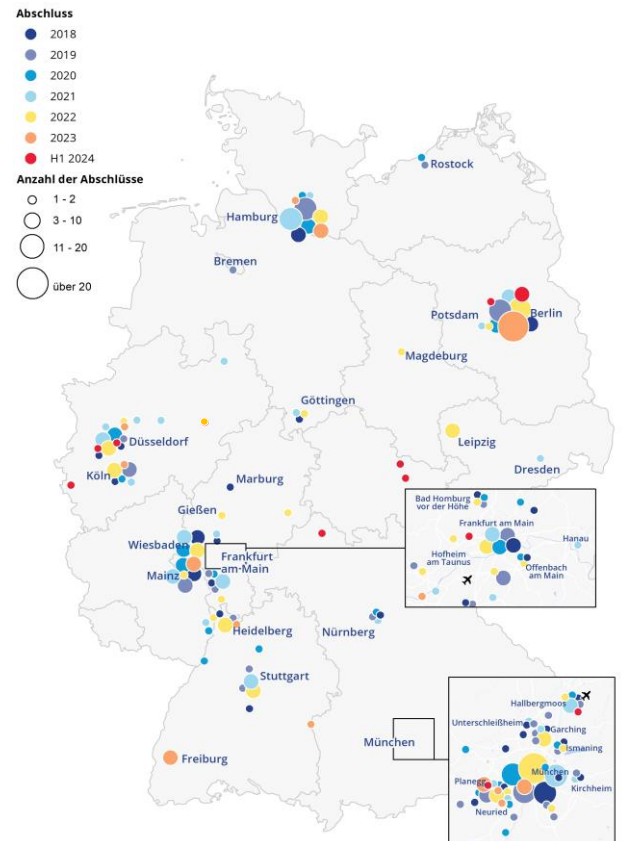 Abschluss
2018
2019
2020
2021
2022
2023
H1 2024
Anzahl der Abschlüsse
1 - 2
3 - 10
11 - 20
über 20
Rostock
Hamburg
Bremen
Potsdam
Berlin
Magdeburg
Göttingen
Düsseldorf
Leipzig
Köln
Dresden
Marburg
Gießen
Wiesbaden
Frankfurt
am-Main
Mainz
Bad Homburg
vor der Höhe
Frankfurt am Main
Hanau
Hofheim
am Taunus
Offenbach
am Main
Heidelberg
Nürnberg
Stuttgart
Freiburg
München
Hallbergmoos
Unterschleißheim
Garching
Ismaning
München
Planegg
Kirchheim
Neuried